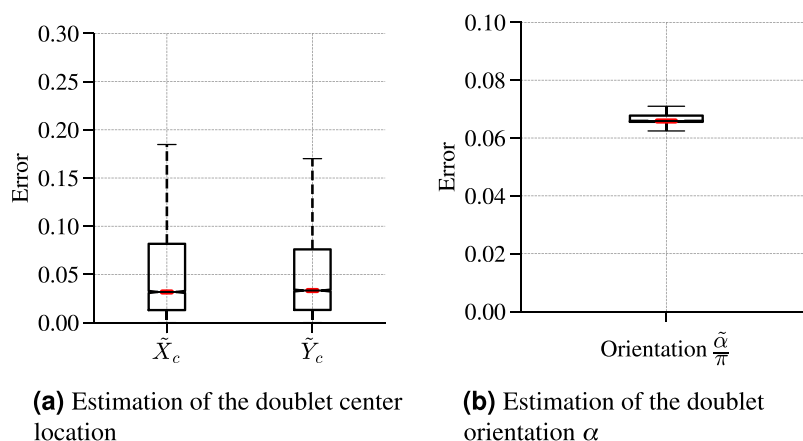 0.30
0.25
0.20
0.15
0.10
0.05
0.00
Error
X̃_c
Ỹ_c
(a) Estimation of the doublet center
location
0.10
0.08
0.06
0.04
0.02
0.00
Error
Orientation α̃/π
(b) Estimation of the doublet
orientation α